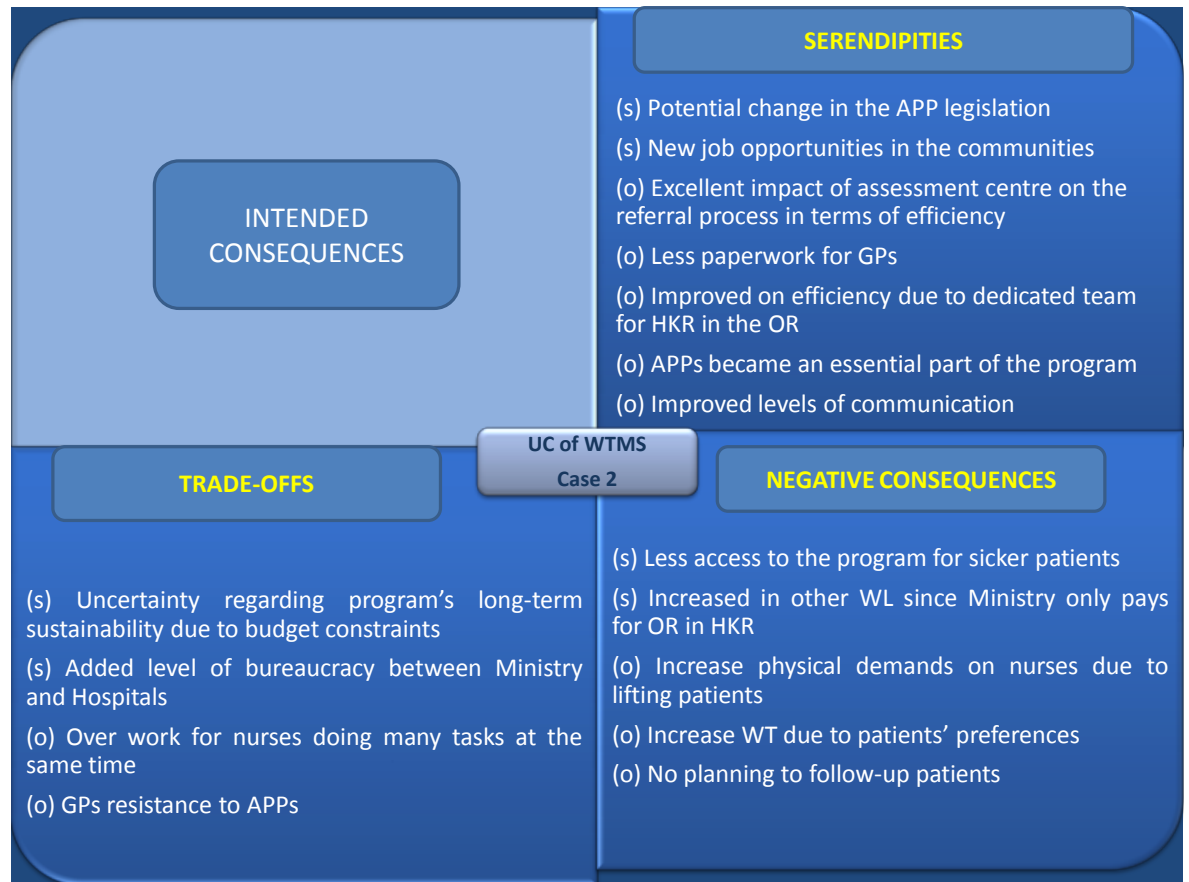 INTENDED
CONSEQUENCES
SERENDIPITIES
(s) Potential change in the APP legislation
(s) New job opportunities in the communities
(o) Excellent impact of assessment centre on the
referral process in terms of efficiency
(o) Less paperwork for GPs
(o) Improved on efficiency due to dedicated team
for HKR in the OR
(o) APPs became an essential part of the program
(o) Improved levels of communication
UC of WTMS
Case 2
TRADE-OFFS
(s) Uncertainty regarding program's long-term
sustainability due to budget constraints
(s) Added level of bureaucracy between Ministry
and Hospitals
(o) Over work for nurses doing many tasks at the
same time
(o) GPs resistance to APPs
NEGATIVE CONSEQUENCES
(s) Less access to the program for sicker patients
(s) Increased in other WL since Ministry only pays
for OR in HKR
(o) Increase physical demands on nurses due to
lifting patients
(o) Increase WT due to patients' preferences
(o) No planning to follow-up patients